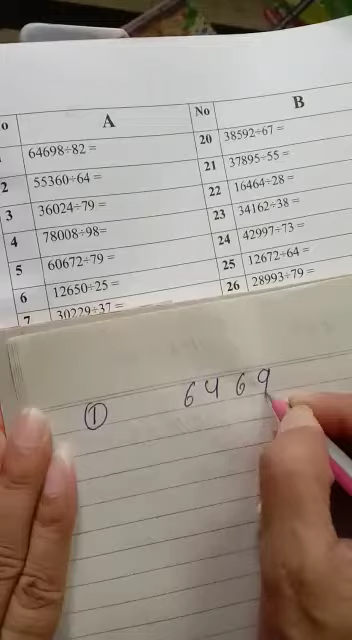 No A No B
1 64698÷82 = 20 38592÷67 =
2 55360÷64 = 21 37895÷55 =
3 36024÷79 = 22 16464÷28 =
4 78008÷98= 23 34162÷38 =
5 60672÷79 = 24 42997÷73 =
6 12650÷25 = 25 12672÷64 =
7 30229÷37 = 26 28993÷79 =
① 6469